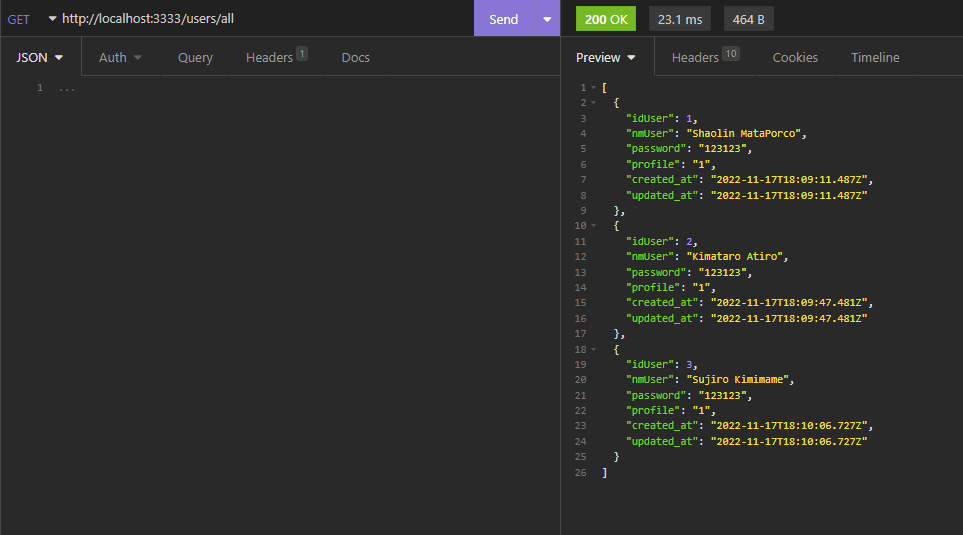 GET http://localhost:3333/users/all Send 200 OK 23.1 ms 464 B
JSON Auth Query Headers 1 Docs Preview Headers 10 Cookies Timeline
1 ...
1 [
2 {
3 "idUser": 1,
4 "nmUser": "Shaolin MataPorco",
5 "password": "123123",
6 "profile": "1",
7 "created_at": "2022-11-17T18:09:11.487Z",
8 "updated_at": "2022-11-17T18:09:11.487Z"
9 },
10 {
11 "idUser": 2,
12 "nmUser": "Kimataro Atiro",
13 "password": "123123",
14 "profile": "1",
15 "created_at": "2022-11-17T18:09:47.481Z",
16 "updated_at": "2022-11-17T18:09:47.481Z"
17 },
18 {
19 "idUser": 3,
20 "nmUser": "Sujiro Kimimame",
21 "password": "123123",
22 "profile": "1",
23 "created_at": "2022-11-17T18:10:06.727Z",
24 "updated_at": "2022-11-17T18:10:06.727Z"
25 }
26 ]